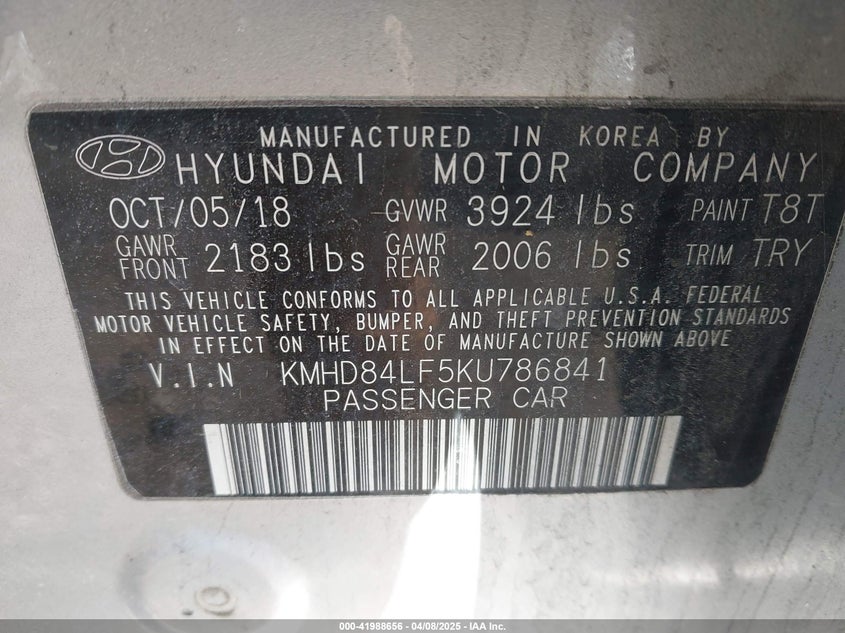 MANUFACTURED IN KOREA BY
HYUNDAI MOTOR COMPANY
OCT/05/18 GVWR 3924 lbs PAINT T8T
GAWR FRONT 2183 lbs GAWR REAR 2006 lbs TRIM TRY
THIS VEHICLE CONFORMS TO ALL APPLICABLE U.S.A. FEDERAL
MOTOR VEHICLE SAFETY, BUMPER, AND THEFT PREVENTION STANDARDS
IN EFFECT ON THE DATE OF MANUFACTURE SHOWN ABOVE
V.I.N KMHD84LF5KU786841
PASSENGER CAR
000-41988656 | 04/08/2025 - IAA Inc.